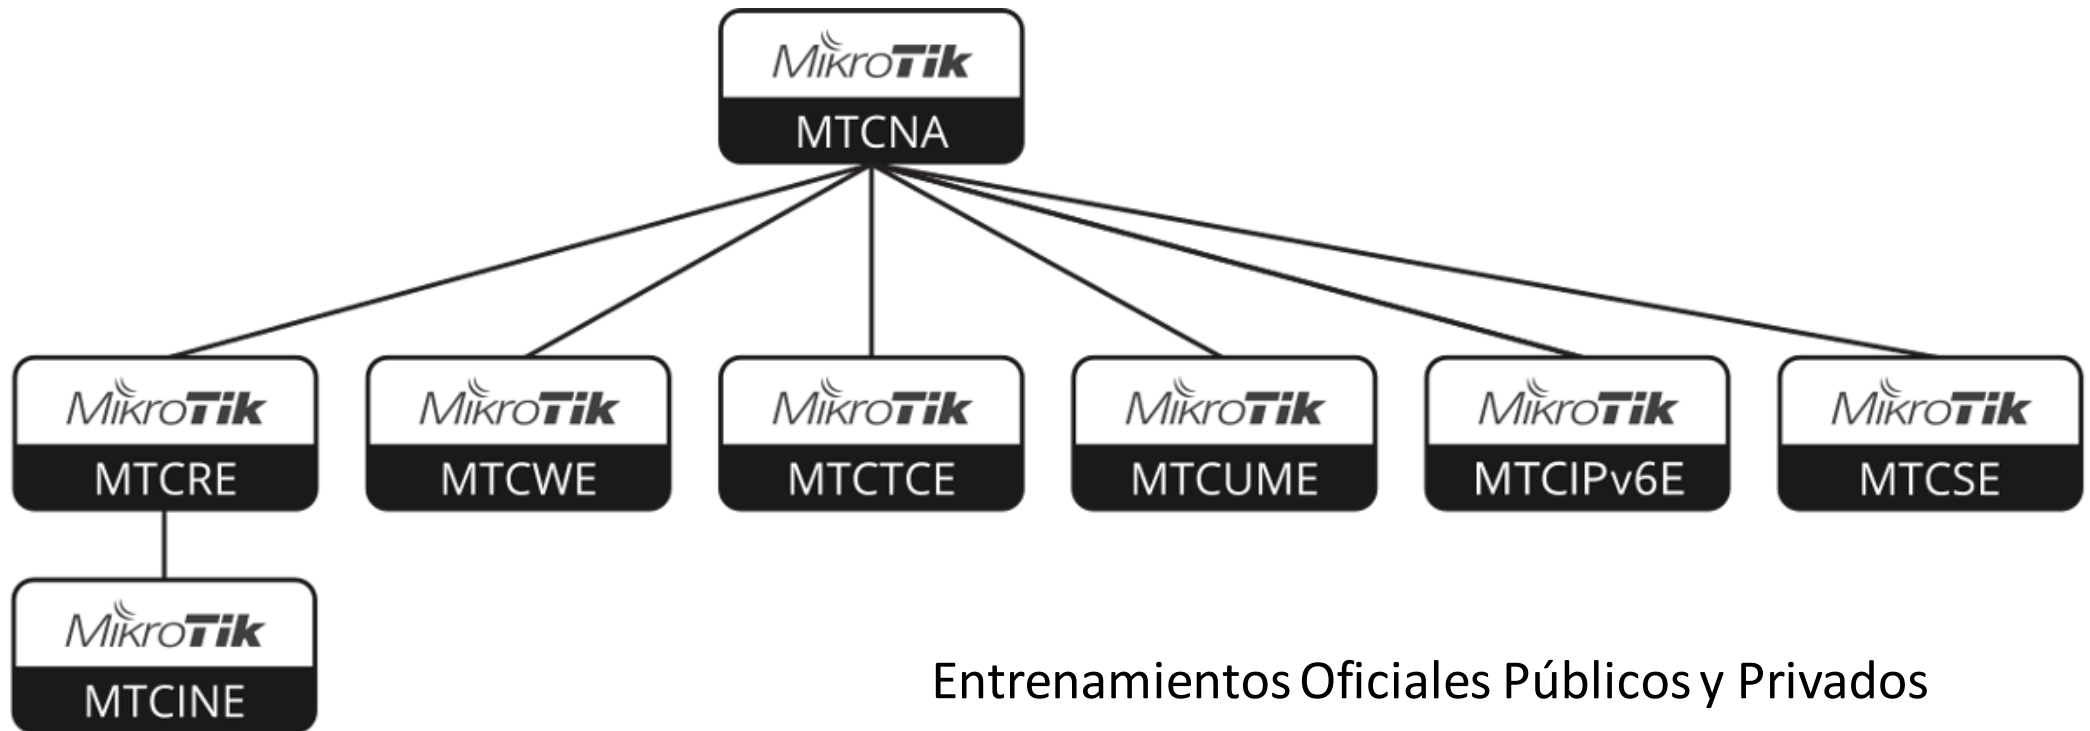 MikroTik
MTCNA
MikroTik MikroTik MikroTik MikroTik MikroTik MikroTik
MTCRE MTCWE MTCTCE MTCUME MTCIPv6E MTCSE
MikroTik
MTCINE
Entrenamientos Oficiales Públicos y Privados